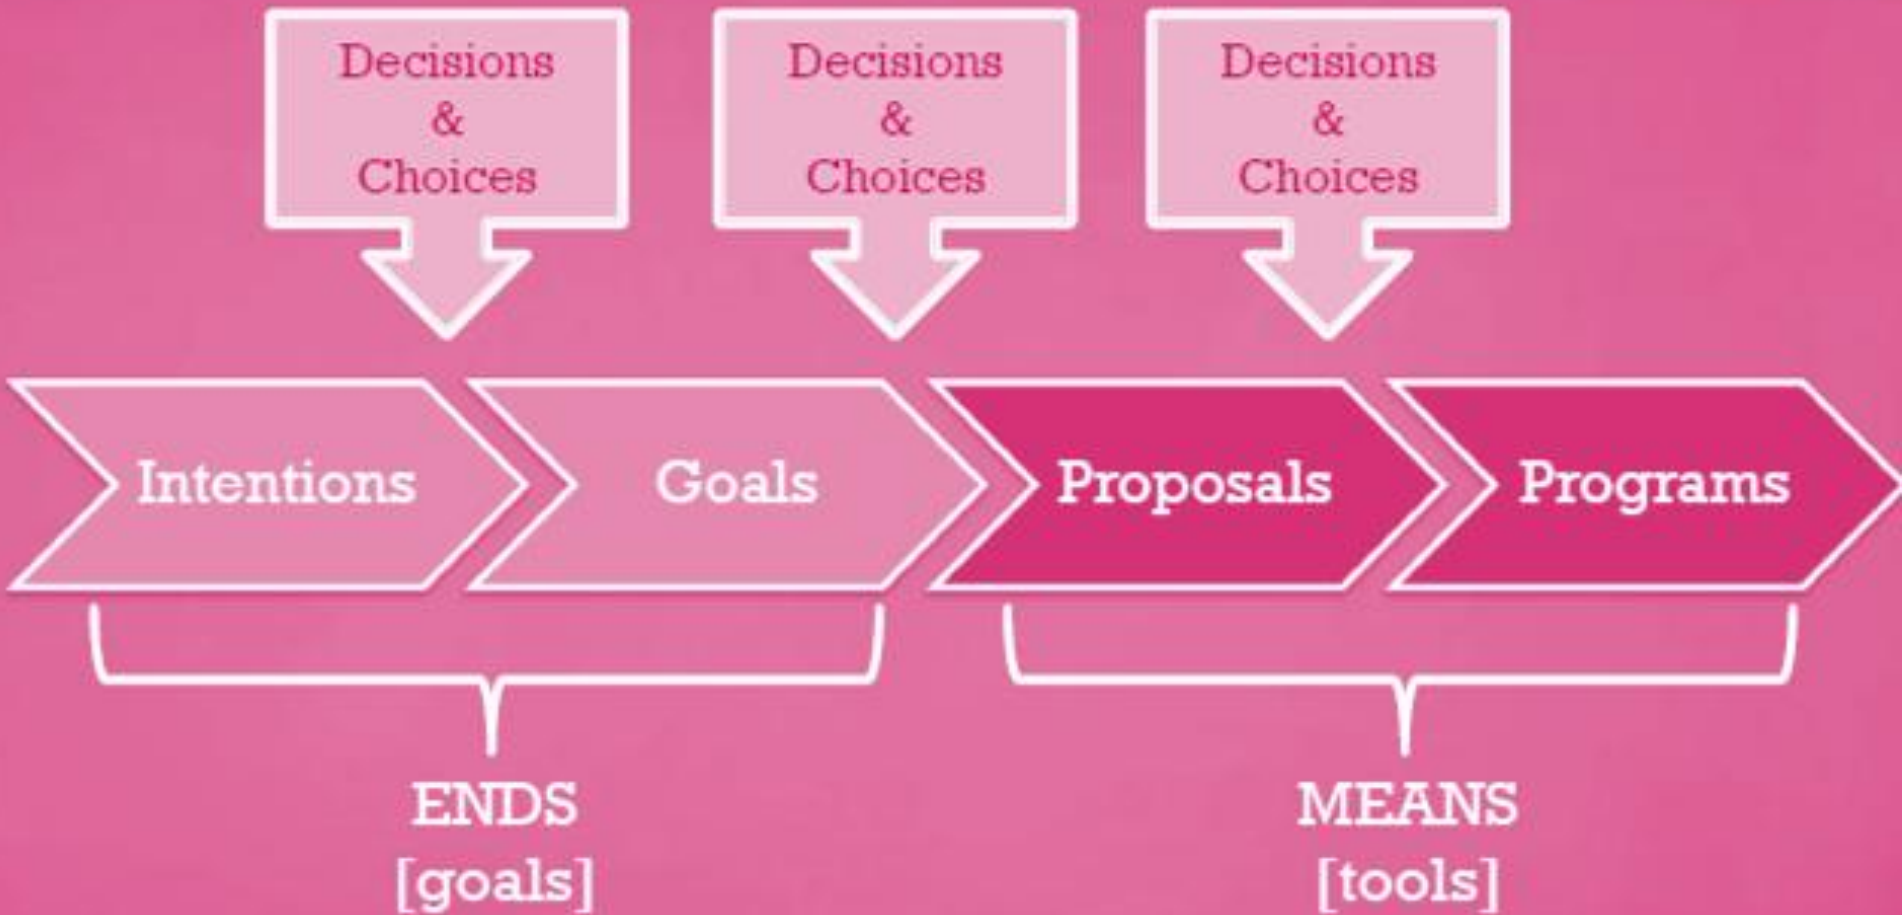 Decisions
&
Choices
Decisions
&
Choices
Decisions
&
Choices
Intentions
Goals
Proposals
Programs
ENDS
[goals]
MEANS
[tools]